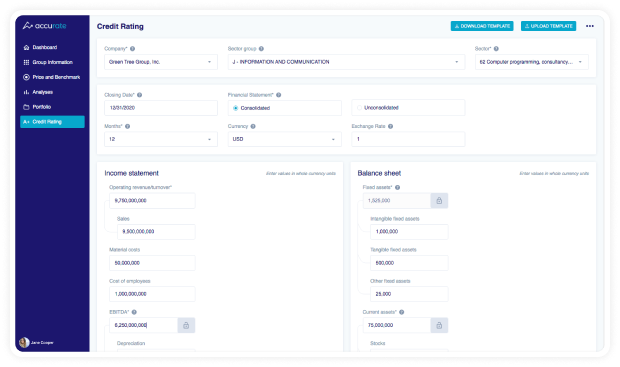 accurate
Credit Rating
DOWNLOAD TEMPLATE
UPLOAD TEMPLATE
Dashboard
Group Information
Price and Benchmark
Analyses
Portfolio
A+ Credit Rating
Company*
Sector group
Sector*
Green Tree Group, Inc.
J - INFORMATION AND COMMUNICATION
62 Computer programming, consultancy...
Closing Date*
Financial Statement*
12/31/2020
Consolidated
Unconsolidated
Months*
Currency
Exchange Rate
12
USD
1
Income statement
Enter values in whole currency units
Operating revenue/turnover*
9,750,000,000
Sales
9,500,000,000
Material costs
50,000,000
Cost of employees
1,000,000,000
EBITDA*
8,250,000,000
Depreciation
Balance sheet
Enter values in whole currency units
Fixed assets*
1,525,000
Intangible fixed assets
1,000,000
Tangible fixed assets
500,000
Other fixed assets
25,000
Current assets*
75,000,000
Stocks
Jane Cooper